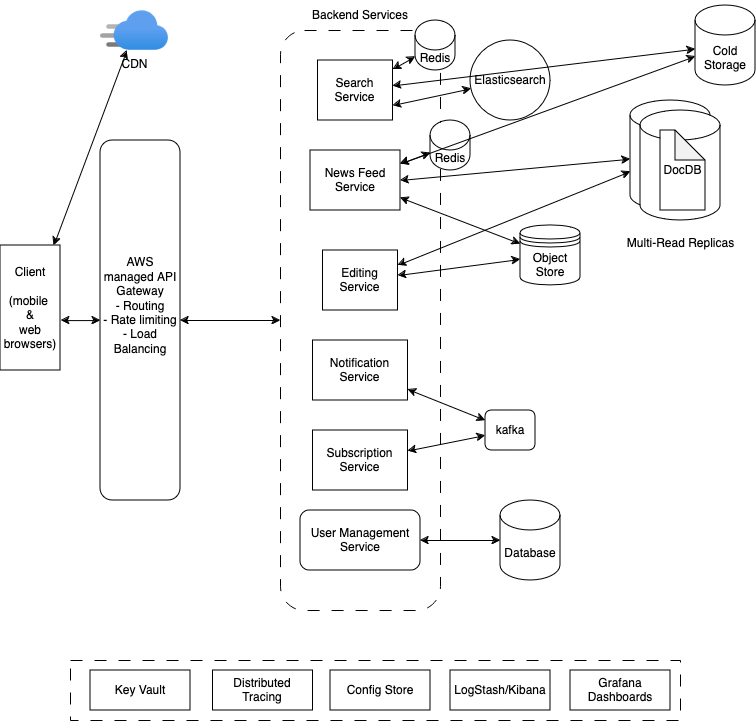 Backend Services
CDN
Redis
Cold
Storage
Search
Service
Elasticsearch
Redis
News Feed
Service
DocDB
Multi-Read Replicas
Client
(mobile
&
web
browsers)
AWS
managed API
Gateway
- Routing
- Rate limiting
- Load
Balancing
Editing
Service
Object
Store
Notification
Service
kafka
Subscription
Service
User Management
Service
Database
Key Vault
Distributed
Tracing
Config Store
LogStash/Kibana
Grafana
Dashboards